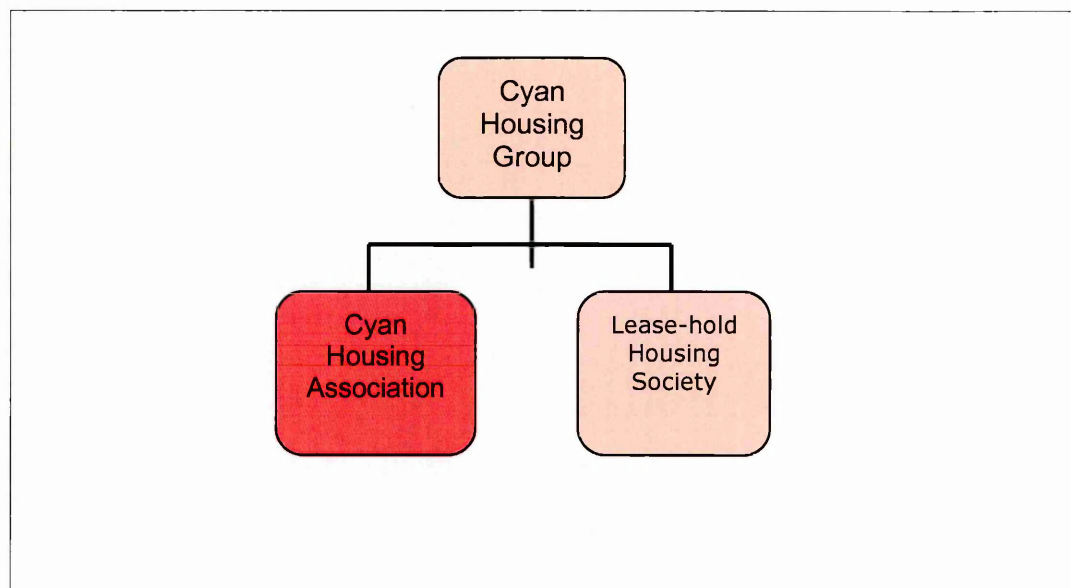 Cyan
Housing
Group
Cyan
Housing
Association
Lease-hold
Housing
Society